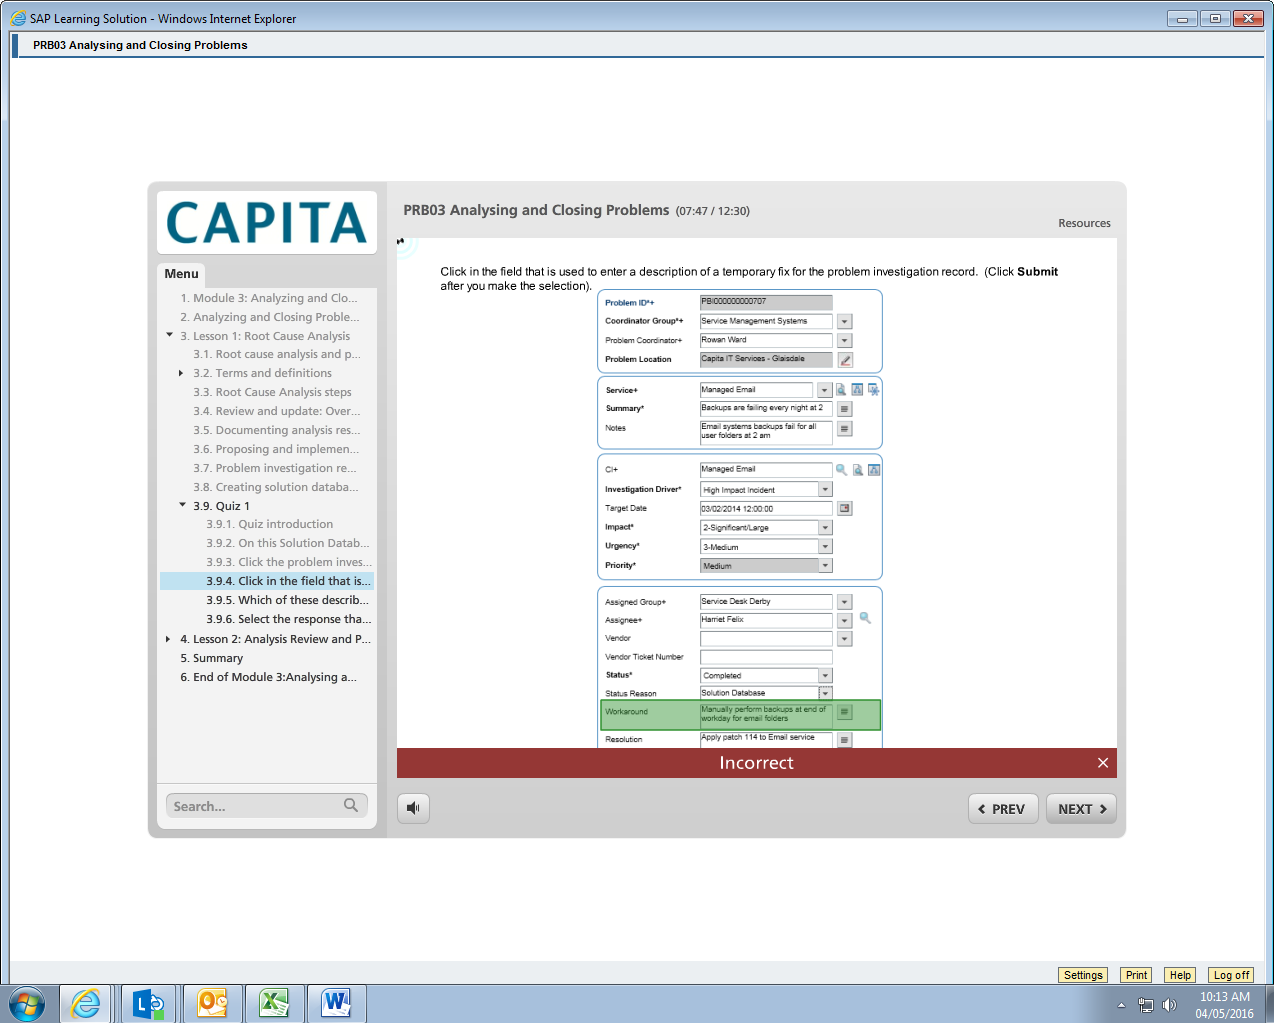 SAP Learning Solution - Windows Internet Explorer
PRB03 Analysing and Closing Problems
CAPITA
PRB03 Analysing and Closing Problems (07:47 / 12:30)
Resources
Menu
1. Module 3: Analyzing and Clo...
2. Analyzing and Closing Proble...
3. Lesson 1: Root Cause Analysis
3.1. Root cause analysis and p...
3.2. Terms and definitions
3.3. Root Cause Analysis steps
3.4. Review and update: Over...
3.5. Documenting analysis res...
3.6. Proposing and implemen...
3.7. Problem investigation re...
3.8. Creating solution databa...
3.9. Quiz 1
3.9.1. Quiz introduction
3.9.2. On this Solution Datab...
3.9.3. Click the problem inves...
3.9.4. Click in the field that is...
3.9.5. Which of these describ...
3.9.6. Select the response tha...
4. Lesson 2: Analysis Review and P...
5. Summary
6. End of Module 3:Analysing a...
Search...
Click in the field that is used to enter a description of a temporary fix for the problem investigation record. (Click Submit
after you make the selection).
Problem ID*+ PBI000000000707
Coordinator Group*+ Service Management Systems
Problem Coordinator+ Rowan Ward
Problem Location Capita IT Services - Glaisdale
Service+ Managed Email
Summary* Backups are failing every night at 2
Notes Email systems backups fail for all
user folders at 2 am
CI+ Managed Email
Investigation Driver* High Impact Incident
Target Date 03/02/2014 12:00:00
Impact* 2-Significant/Large
Urgency* 3-Medium
Priority* Medium
Assigned Group+ Service Desk Derby
Assignee+ Harriet Felix
Vendor
Vendor Ticket Number
Status* Completed
Status Reason Solution Database
Workaround Manually perform backups at end of
workday for email folders
Resolution Apply patch 114 to Email service
Incorrect
PREV NEXT
Settings Print Help Log off
10:13 AM
04/05/2016